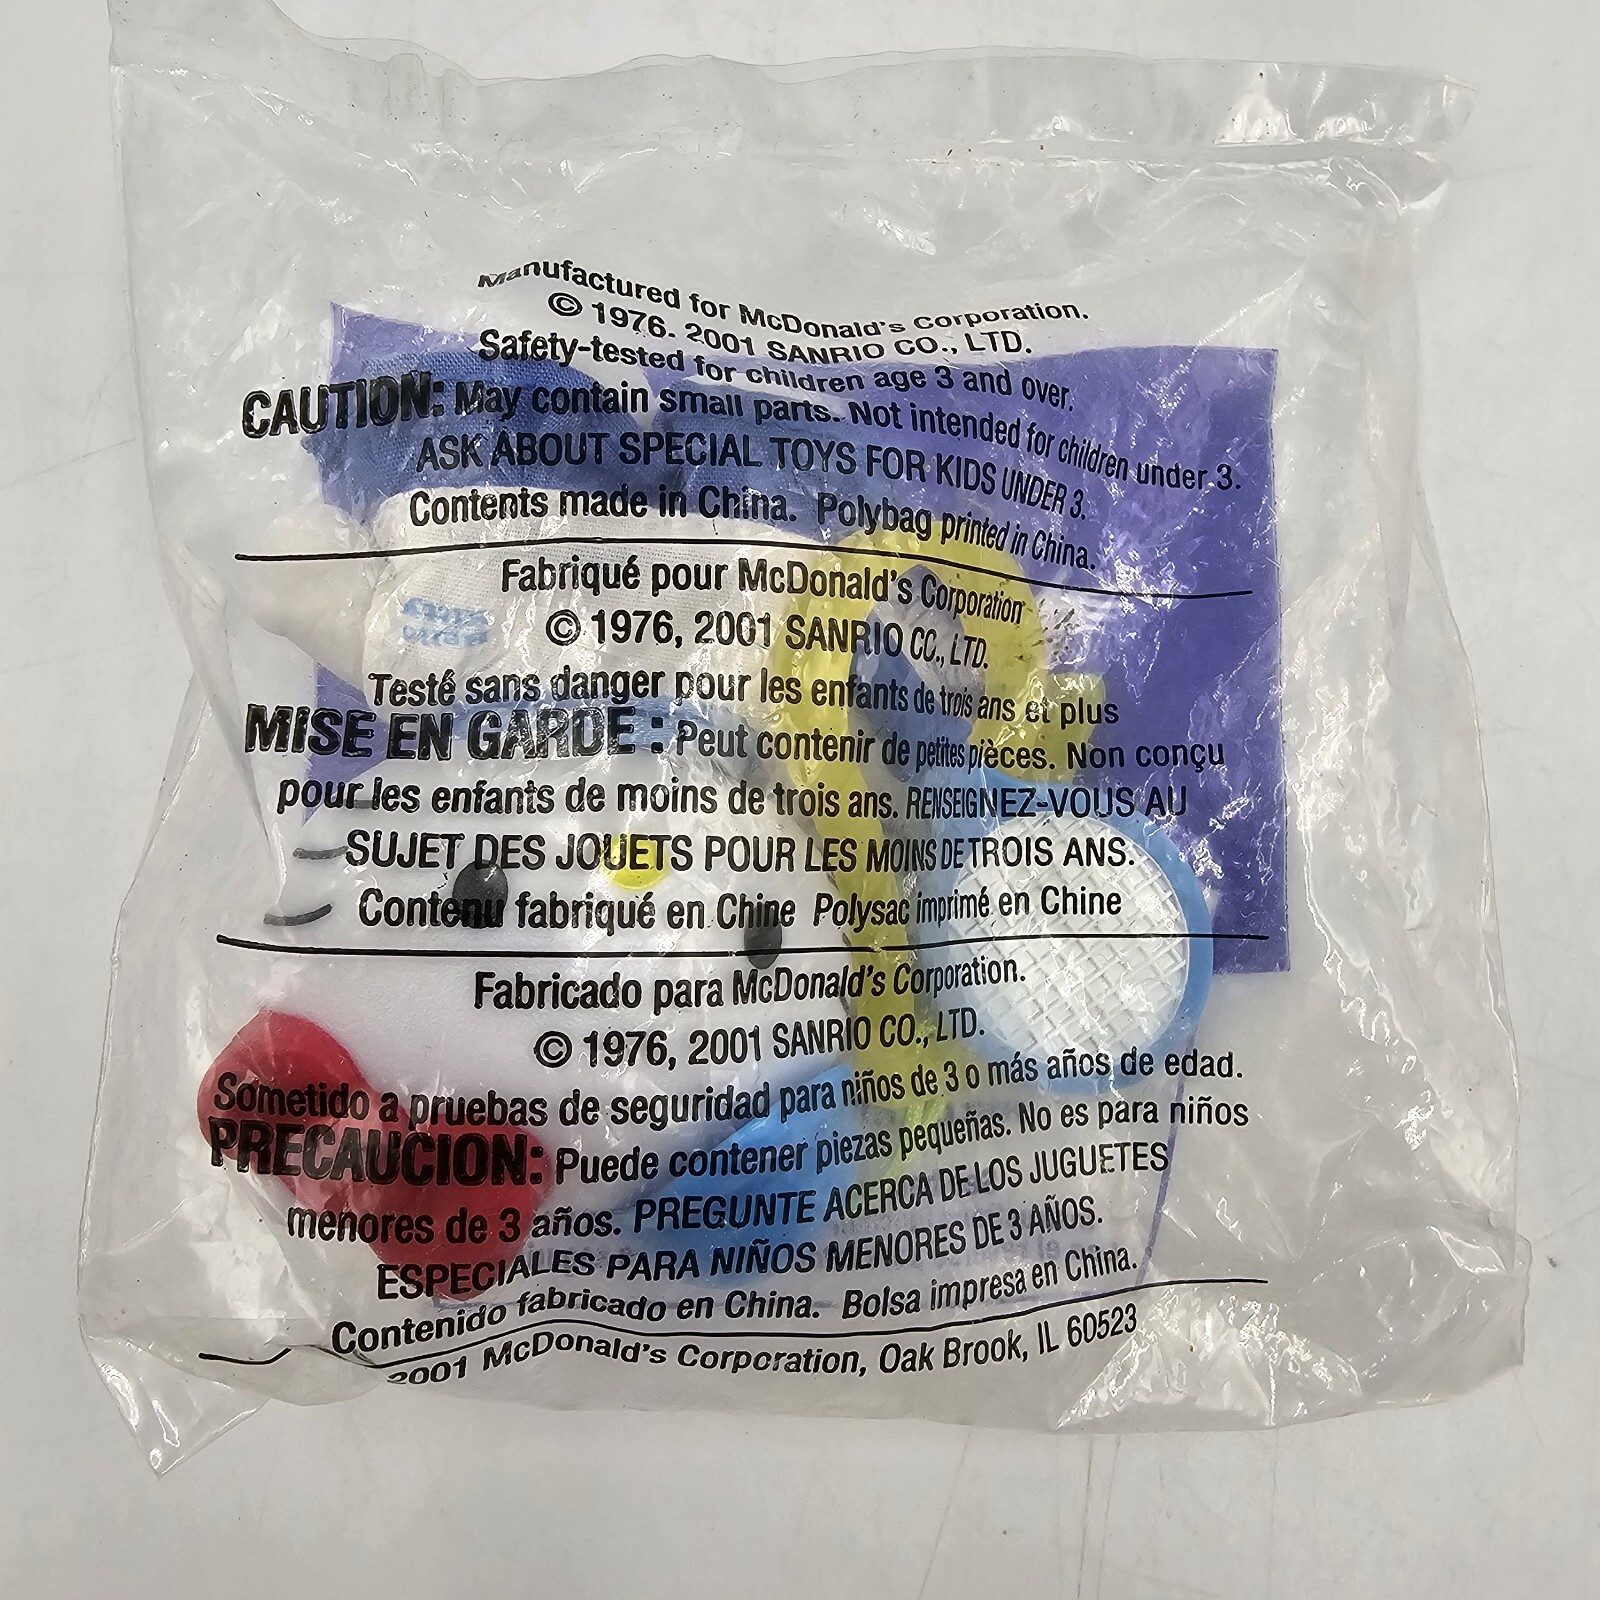 Manufactured for McDonald's Corporation.
© 1976. 2001 SANRIO CO., LTD.
Safety-tested for children age 3 and over.
CAUTION: May contain small parts. Not intended for children under 3.
ASK ABOUT SPECIAL TOYS FOR KIDS UNDER 3.
Contents made in China. Polybag printed in China.
Fabriqué pour McDonald's Corporation
© 1976, 2001 SANRIO CO., LTD.
Testé sans danger pour les enfants de trois ans et plus
MISE EN GARDE : Peut contenir de petites pièces. Non conçu
pour les enfants de moins de trois ans. RENSEIGNEZ-VOUS AU
SUJET DES JOUETS POUR LES MOINS DE TROIS ANS.
Contenu fabriqué en Chine Polysac imprimé en Chine
Fabricado para McDonald's Corporation.
© 1976, 2001 SANRIO CO., LTD.
Sometido a pruebas de seguridad para niños de 3 o más años de edad.
PRECAUCION: Puede contener piezas pequeñas. No es para niños
menores de 3 años. PREGUNTE ACERCA DE LOS JUGUETES
ESPECIALES PARA NIÑOS MENORES DE 3 AÑOS.
Contenido fabricado en China. Bolsa impresa en China.
2001 McDonald's Corporation, Oak Brook, IL 60523